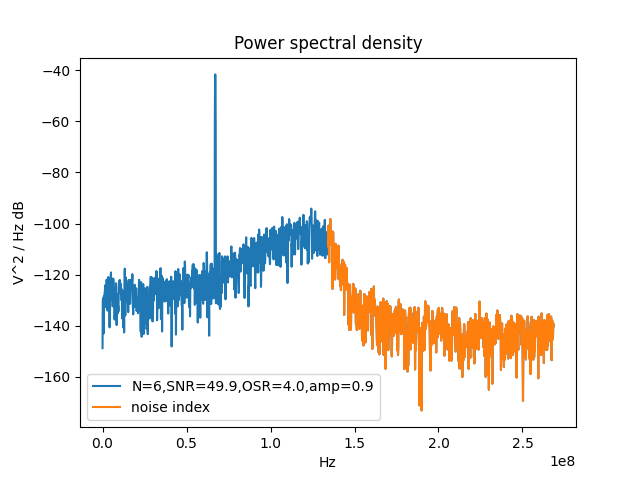 Power spectral density
V^2 / Hz dB
−40
−60
−80
−100
−120
−140
−160
N=6,SNR=49.9,OSR=4.0,amp=0.9
noise index
0.0 0.5 1.0 1.5 2.0 2.5
Hz
1e8